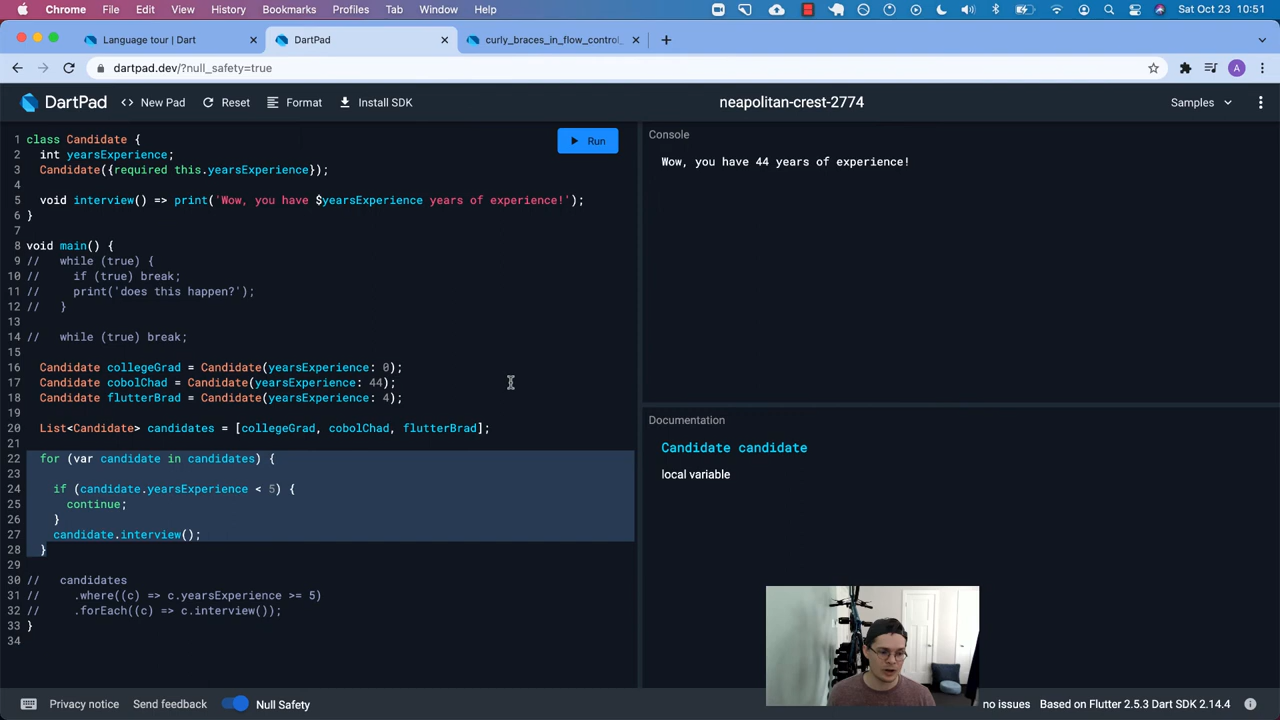 Chrome File Edit View History Bookmarks Profiles Tab Window Help Sat Oct 23 10:51
Language tour | Dart
DartPad
curly_braces_in_flow_control_
dartpad.dev/?null_safety=true
A
DartPad
New Pad
Reset
Format
Install SDK
neapolitan-crest-2774
Samples
Run
1 class Candidate {
2 int yearsExperience;
3 Candidate({required this.yearsExperience});
4
5 void interview() => print('Wow, you have $yearsExperience years of experience!');
6 }
7
8 void main() {
9 // while (true) {
10 // if (true) break;
11 // print('does this happen?');
12 // }
13
14 // while (true) break;
15
16 Candidate collegeGrad = Candidate(yearsExperience: 0);
17 Candidate cobolChad = Candidate(yearsExperience: 44);
18 Candidate flutterBrad = Candidate(yearsExperience: 4);
19
20 List<Candidate> candidates = [collegeGrad, cobolChad, flutterBrad];
21
22 for (var candidate in candidates) {
23
24 if (candidate.yearsExperience < 5) {
25 continue;
26 }
27 candidate.interview();
28 }
29
30 // candidates
31 // .where((c) => c.yearsExperience >= 5)
32 // .forEach((c) => c.interview());
33 }
34
Console
Wow, you have 44 years of experience!
Documentation
Candidate candidate
local variable
Privacy notice
Send feedback
Null Safety
no issues
Based on Flutter 2.5.3 Dart SDK 2.14.4